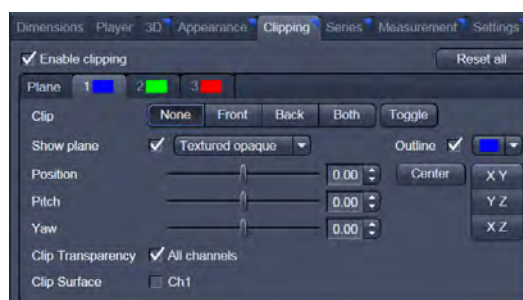 Dimensions Player 3D Appearance Clipping Series Measurement Settings
Enable clipping Reset all
Plane 1 2 3
Clip None Front Back Both Toggle
Show plane Textured opaque Outline
Position 0.00 Center X Y
Pitch 0.00 Y Z
Yaw 0.00 X Z
Clip Transparency All channels
Clip Surface Ch1